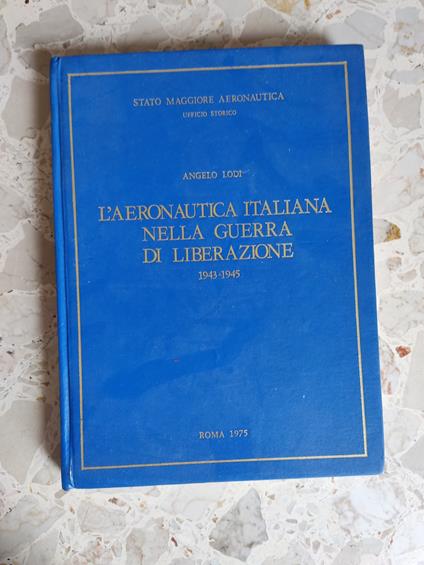 STATO MAGGIORE AERONAUTICA
UFFICIO STORICO
ANGELO LODI
L'AERONAUTICA ITALIANA
NELLA GUERRA
DI LIBERAZIONE
1943-1945
ROMA 1975